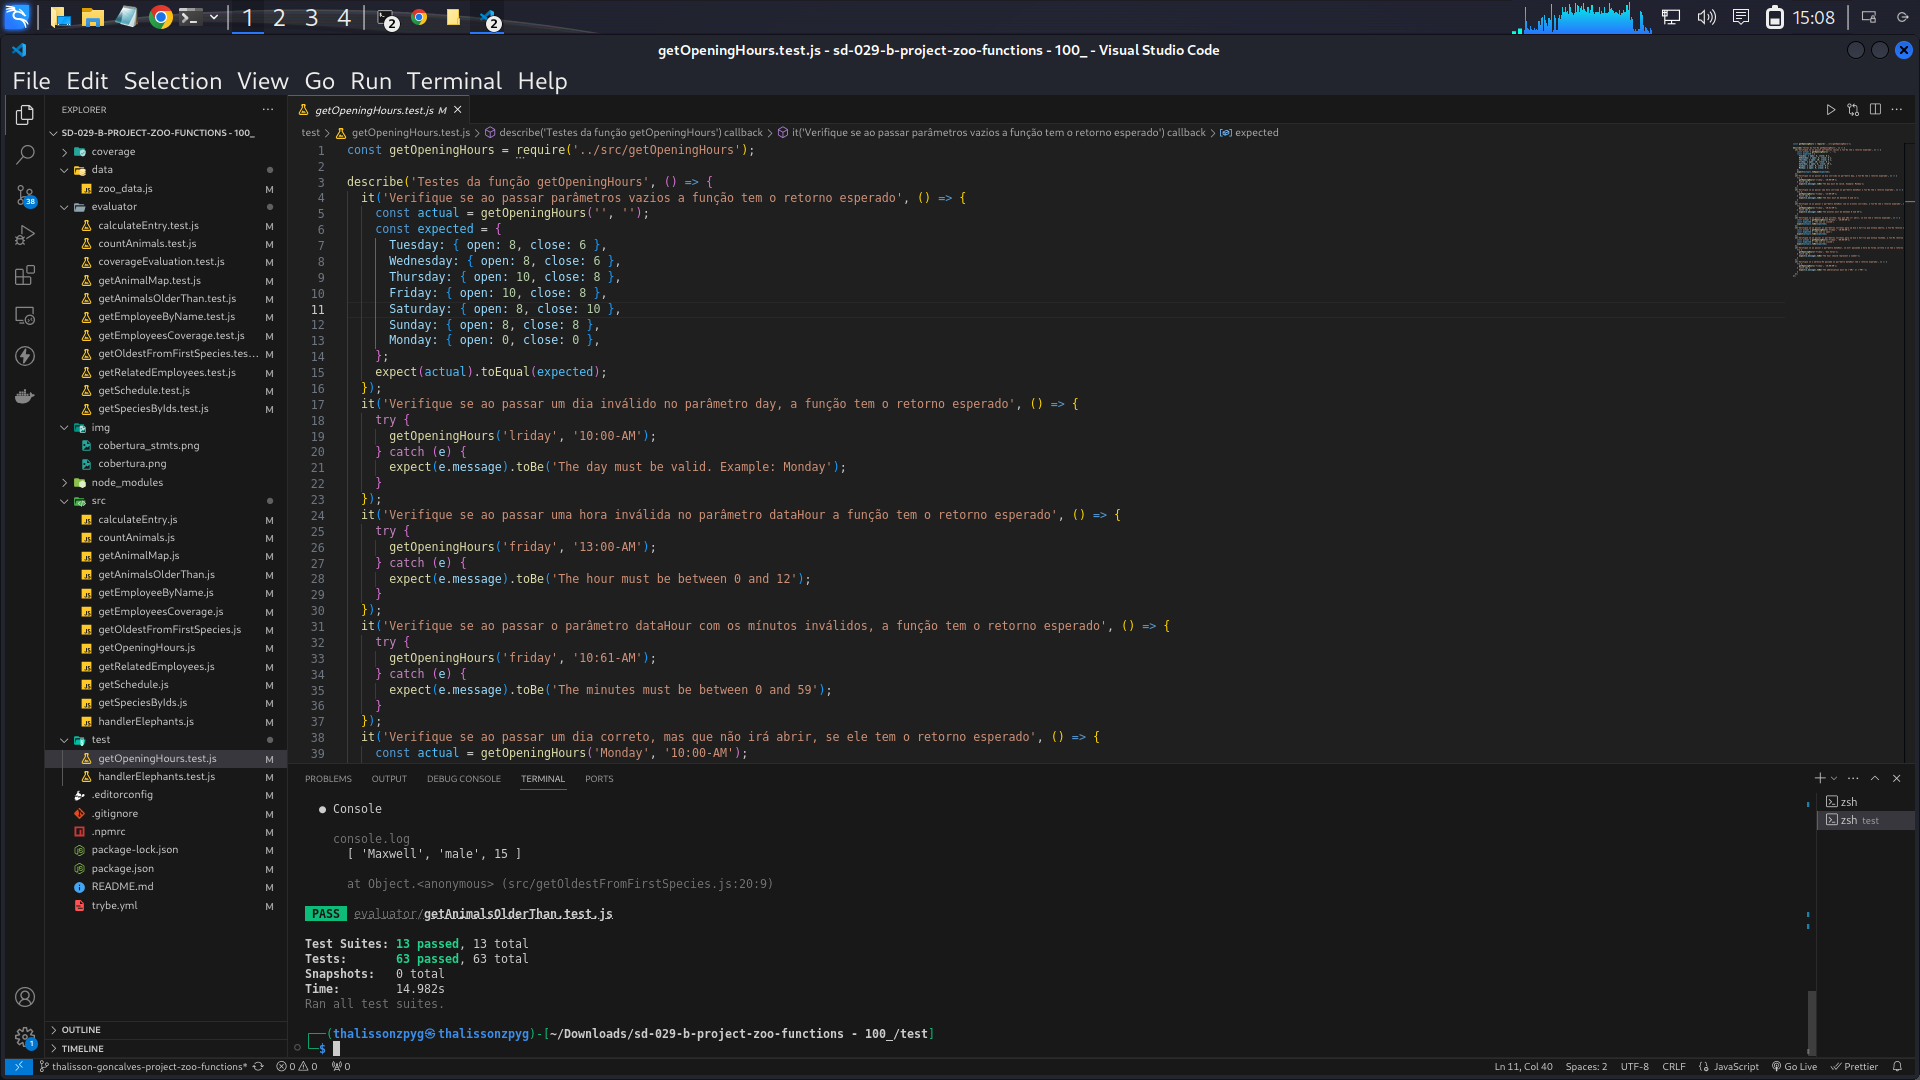 1 2 3 4 2 2 15:08
getOpeningHours.test.js - sd-029-b-project-zoo-functions - 100_ - Visual Studio Code
File Edit Selection View Go Run Terminal Help
EXPLORER
SD-029-B-PROJECT-ZOO-FUNCTIONS - 100_
coverage
data
zoo_data.js M
evaluator
calculateEntry.test.js M
countAnimals.test.js M
coverageEvaluation.test.js M
getAnimalMap.test.js M
getAnimalsOlderThan.test.js M
getEmployeeByName.test.js M
getEmployeesCoverage.test.js M
getOldestFromFirstSpecies.tes... M
getRelatedEmployees.test.js M
getSchedule.test.js M
getSpeciesByIds.test.js M
img
cobertura_stmts.png
cobertura.png
node_modules
src
calculateEntry.js M
countAnimals.js M
getAnimalMap.js M
getAnimalsOlderThan.js M
getEmployeeByName.js M
getEmployeesCoverage.js M
getOldestFromFirstSpecies.js M
getOpeningHours.js M
getRelatedEmployees.js M
getSchedule.js M
getSpeciesByIds.js M
handlerElephants.js M
test
getOpeningHours.test.js M
handlerElephants.test.js M
.editorconfig M
.gitignore M
.npmrc M
package-lock.json M
package.json M
README.md M
trybe.yml M
OUTLINE
TIMELINE
38
1
getOpeningHours.test.js M
test > getOpeningHours.test.js > describe('Testes da função getOpeningHours') callback > it('Verifique se ao passar parâmetros vazios a função tem o retorno esperado') callback > expected
1 const getOpeningHours = require('../src/getOpeningHours');
2
3 describe('Testes da função getOpeningHours', () => {
4 it('Verifique se ao passar parâmetros vazios a função tem o retorno esperado', () => {
5 const actual = getOpeningHours('', '');
6 const expected = {
7 Tuesday: { open: 8, close: 6 },
8 Wednesday: { open: 8, close: 6 },
9 Thursday: { open: 10, close: 8 },
10 Friday: { open: 10, close: 8 },
11 Saturday: { open: 8, close: 10 },
12 Sunday: { open: 8, close: 8 },
13 Monday: { open: 0, close: 0 },
14 };
15 expect(actual).toEqual(expected);
16 });
17 it('Verifique se ao passar um dia inválido no parâmetro day, a função tem o retorno esperado', () => {
18 try {
19 getOpeningHours('lriday', '10:00-AM');
20 } catch (e) {
21 expect(e.message).toBe('The day must be valid. Example: Monday');
22 }
23 });
24 it('Verifique se ao passar uma hora inválida no parâmetro dataHour a função tem o retorno esperado', () => {
25 try {
26 getOpeningHours('friday', '13:00-AM');
27 } catch (e) {
28 expect(e.message).toBe('The hour must be between 0 and 12');
29 }
30 });
31 it('Verifique se ao passar o parâmetro dataHour com os mínutos inválidos, a função tem o retorno esperado', () => {
32 try {
33 getOpeningHours('friday', '10:61-AM');
34 } catch (e) {
35 expect(e.message).toBe('The minutes must be between 0 and 59');
36 }
37 });
38 it('Verifique se ao passar um dia correto, mas que não irá abrir, se ele tem o retorno esperado', () => {
39 const actual = getOpeningHours('Monday', '10:00-AM');
PROBLEMS OUTPUT DEBUG CONSOLE TERMINAL PORTS
● Console
console.log
[ 'Maxwell', 'male', 15 ]
at Object.<anonymous> (src/getOldestFromFirstSpecies.js:20:9)
PASS evaluator/getAnimalsOlderThan.test.js
Test Suites: 13 passed, 13 total
Tests: 63 passed, 63 total
Snapshots: 0 total
Time: 14.982s
Ran all test suites.
(thalissonzpyg㉿thalissonzpyg)-[~/Downloads/sd-029-b-project-zoo-functions - 100_/test]
$
zsh
zsh test
thalisson-goncalves-project-zoo-functions* 0 0 0 Ln 11, Col 40 Spaces: 2 UTF-8 CRLF {} JavaScript Go Live Prettier